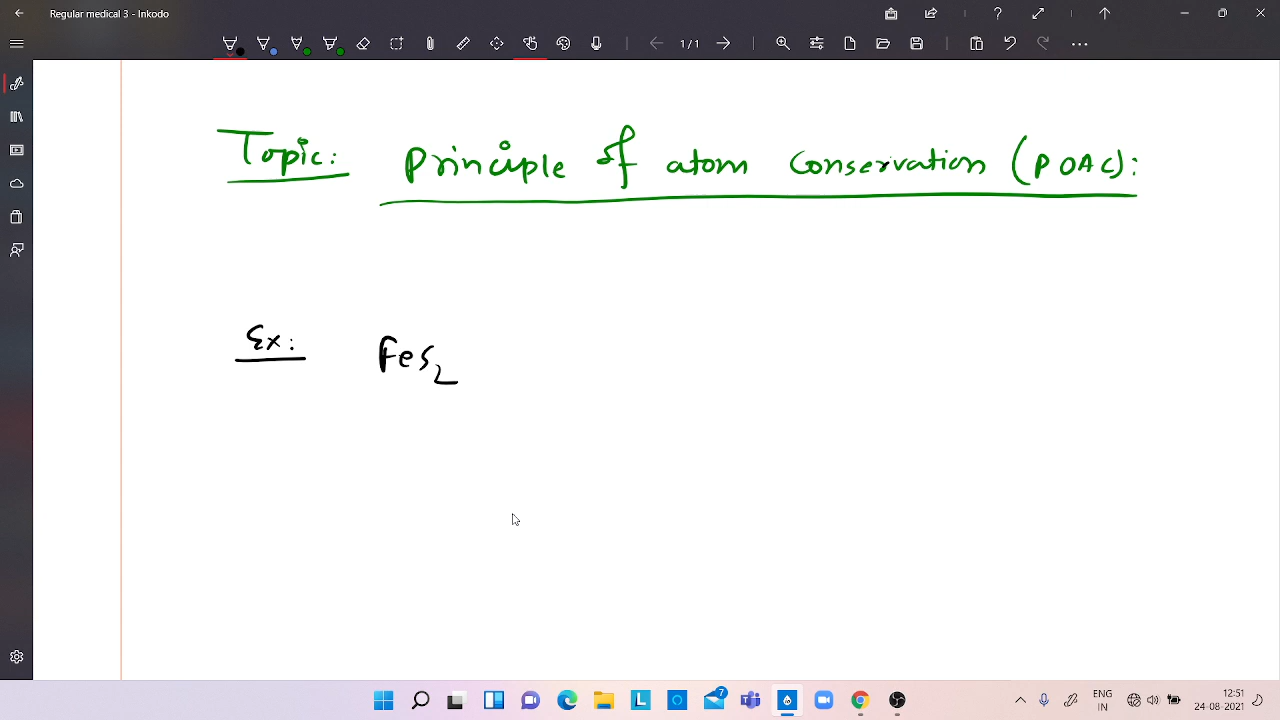 Regular medical 3 - Inkodo
1/1
Topic: Principle of atom Conservation (POAC):
Ex: FeS2
7
ENG
IN
12:51
24-08-2021